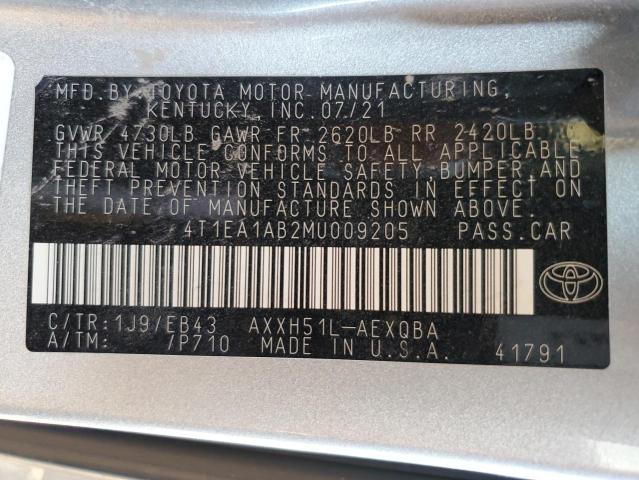 MFD.BY TOYOTA MOTOR MANUFACTURING,
KENTUCKY, INC.07/21
GVWR 4730LB GAWR FR 2620LB RR 2420LB
THIS VEHICLE CONFORMS TO ALL APPLICABLE
FEDERAL MOTOR VEHICLE SAFETY,BUMPER,AND
THEFT PREVENTION STANDARDS IN EFFECT ON
THE DATE OF MANUFACTURE SHOWN ABOVE.
4T1EA1AB2MU009205 PASS.CAR
C/TR:1J9/EB43 AXXH51L-AEXQBA
A/TM: /P710 MADE IN U.S.A. 41791